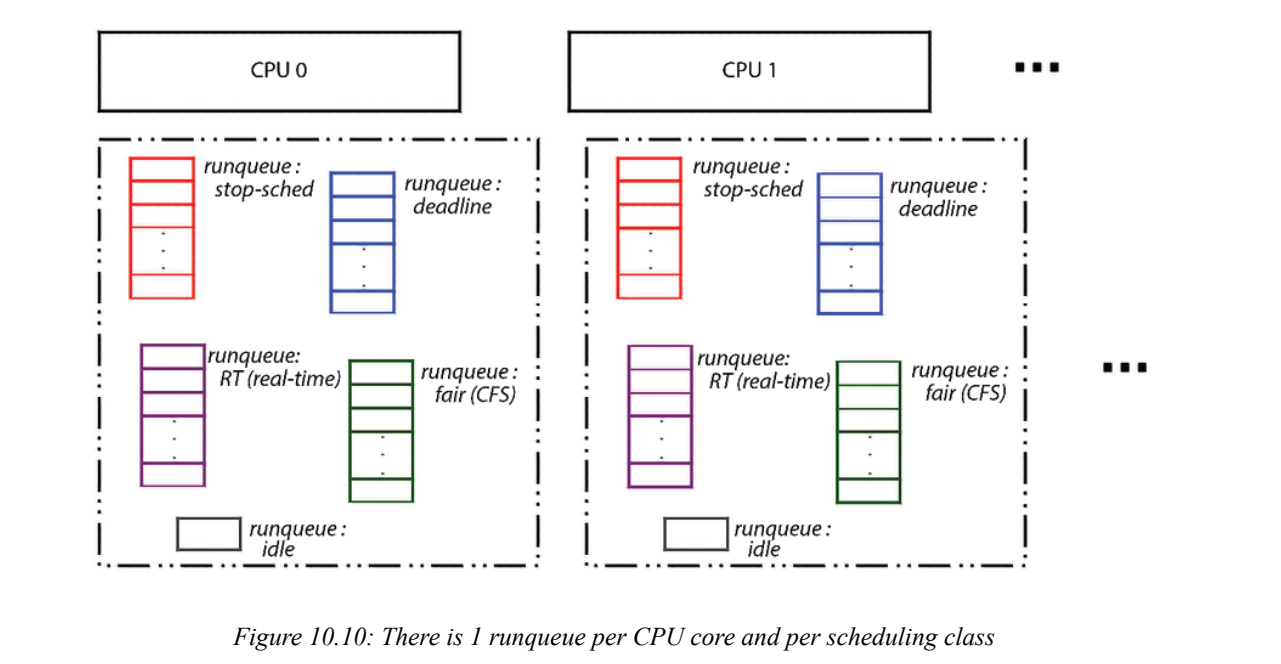 CPU 0
CPU 1
...
runqueue :
stop-sched
runqueue :
deadline
runqueue :
stop-sched
runqueue :
deadline
runqueue:
RT (real-time)
runqueue :
fair (CFS)
runqueue:
RT (real-time)
runqueue :
fair (CFS)
...
runqueue :
idle
runqueue :
idle
Figure 10.10: There is 1 runqueue per CPU core and per scheduling class